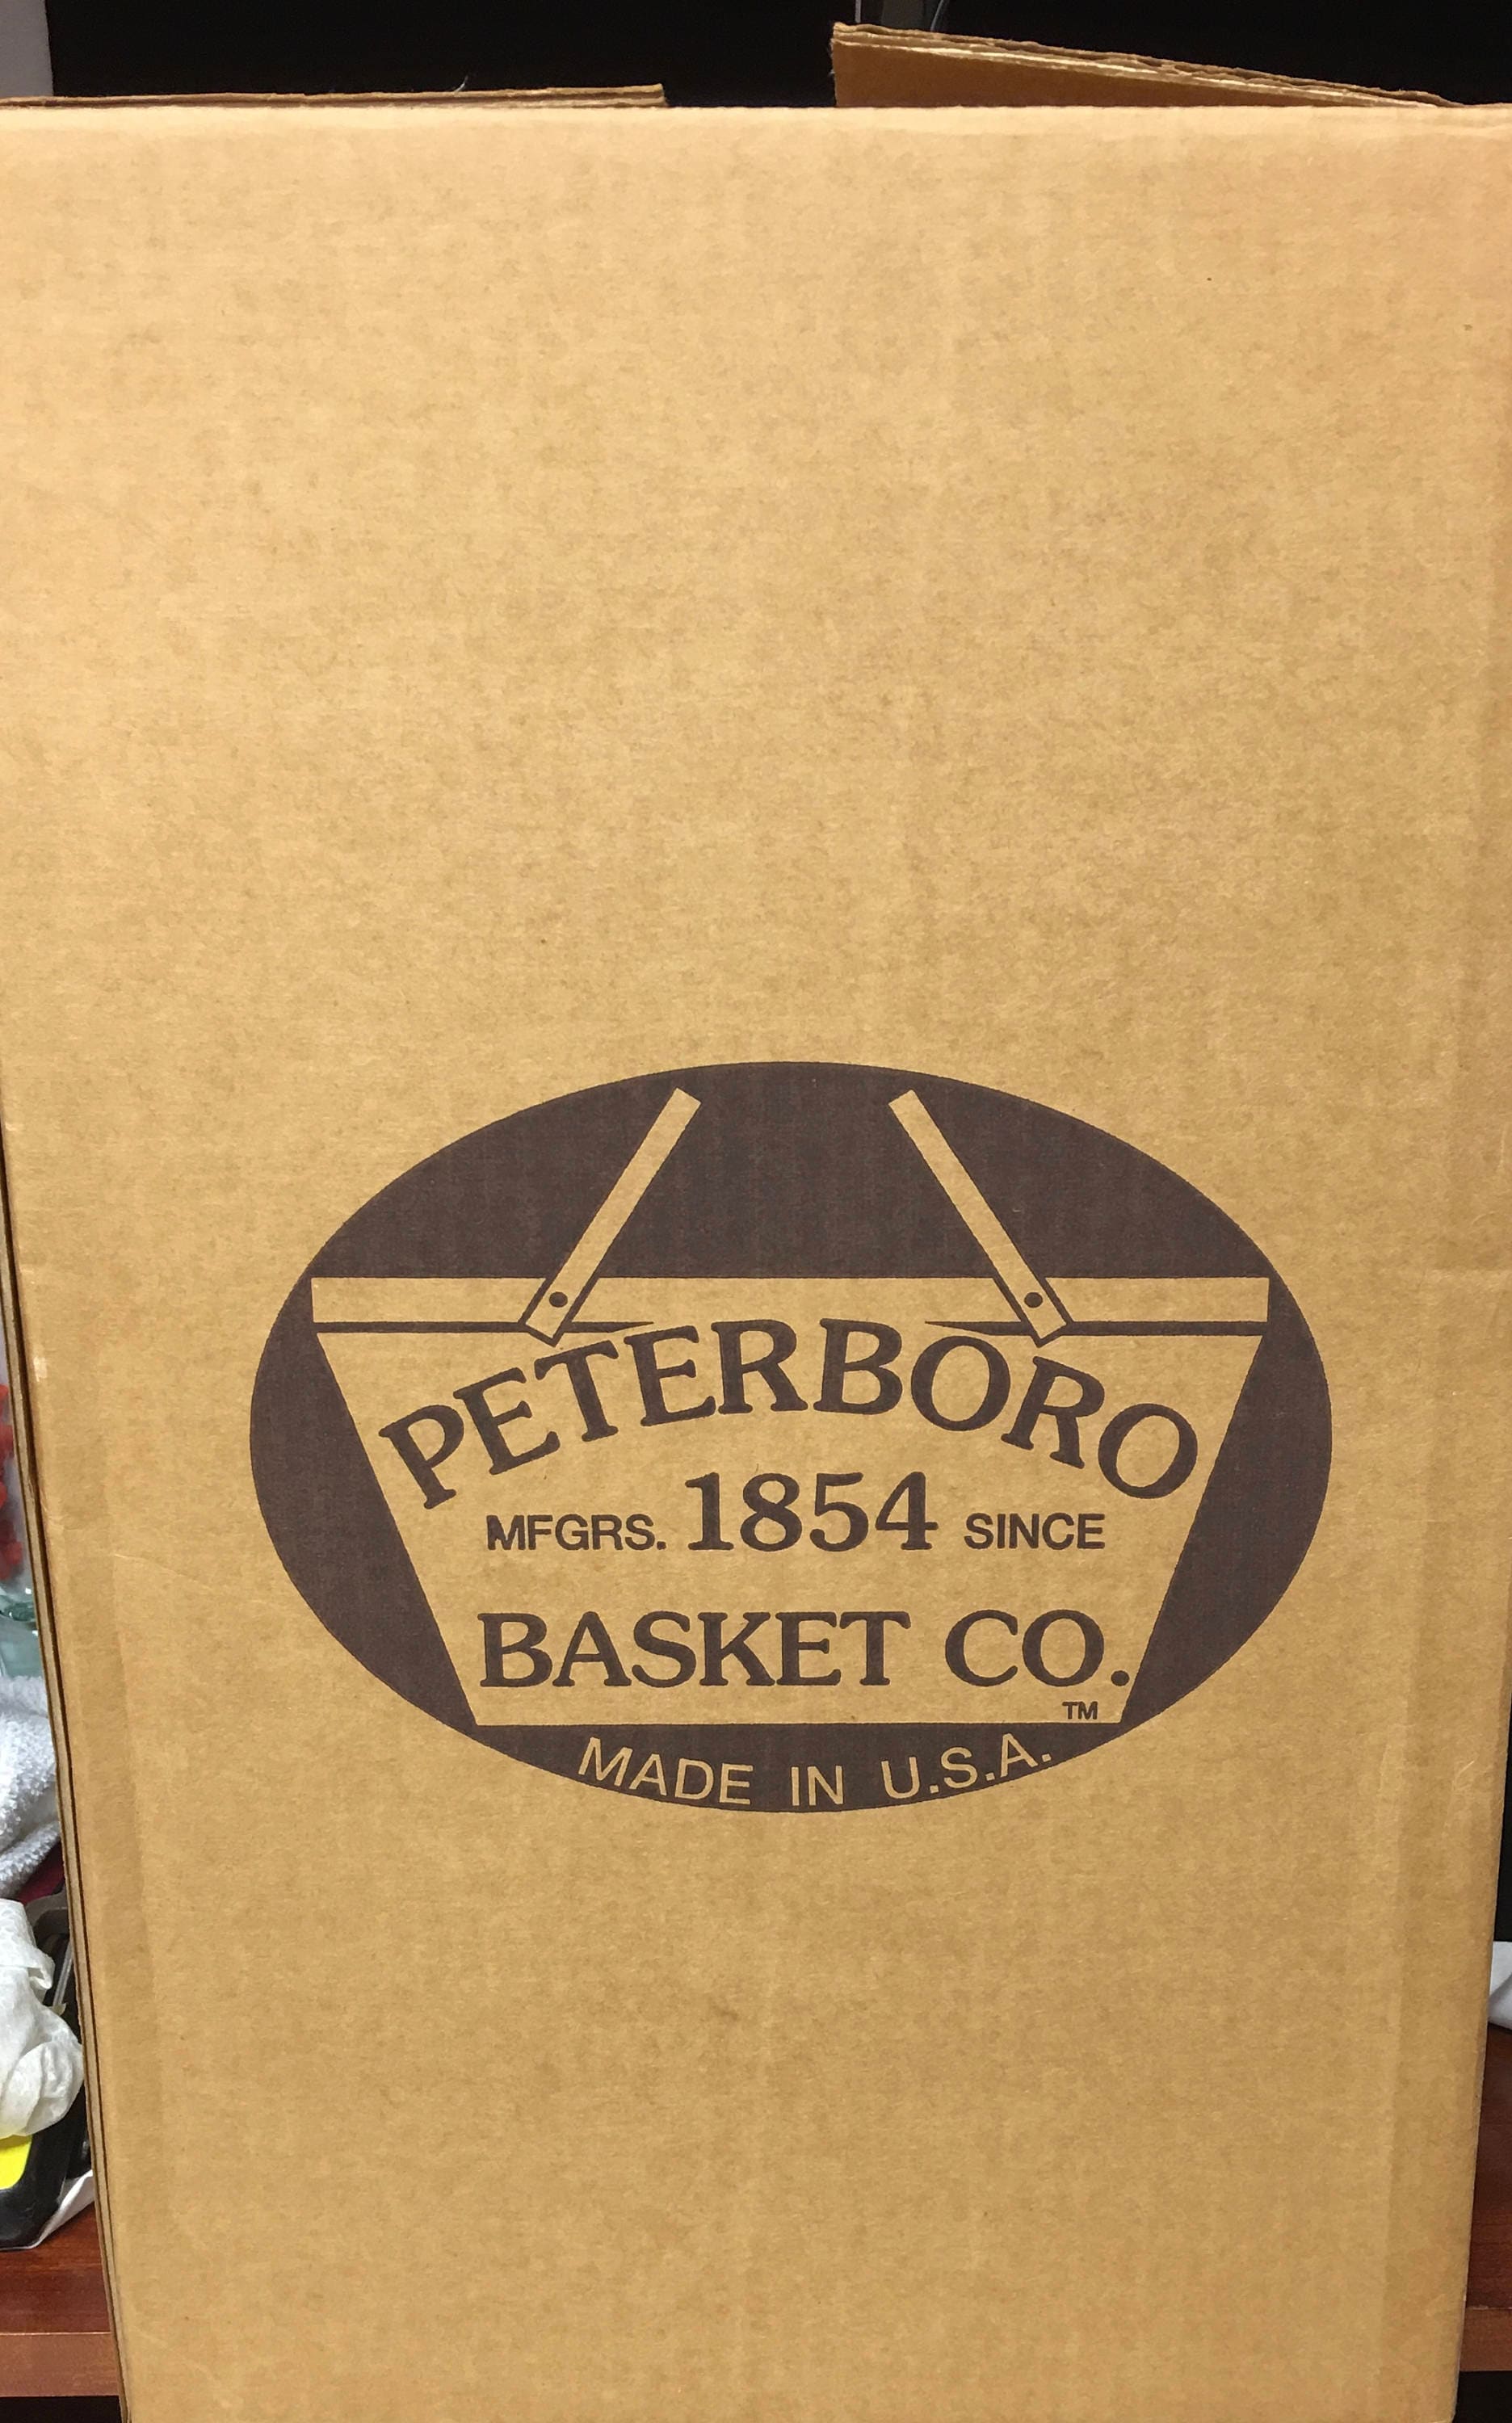 PETERBORO
MFGRS. 1854 SINCE
BASKET CO.
TM
MADE IN U.S.A.